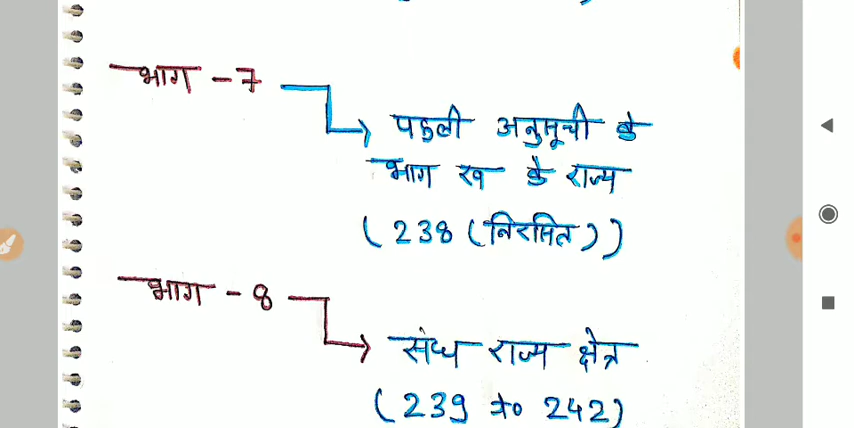 भाग - 7
पहली अनुसूची के
भाग ख के राज्य
(238 (निरसित))
भाग - 8
संघ राज्य क्षेत्र
(239 to 242)